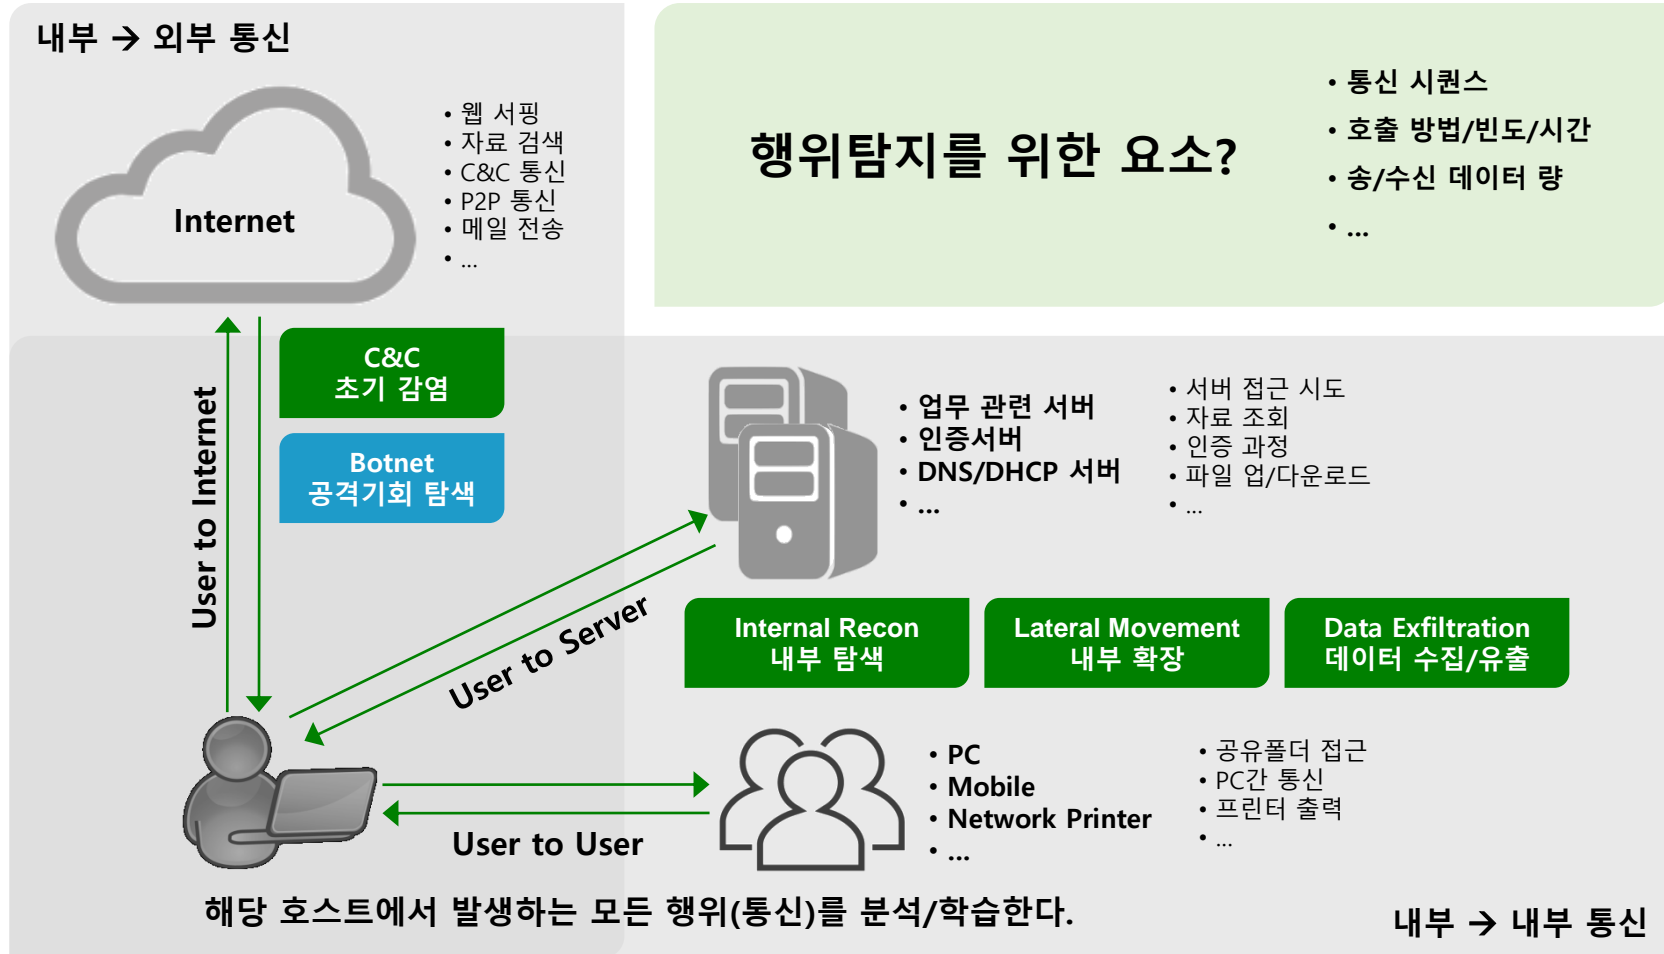 내부 → 외부 통신
Internet
• 웹 서핑
• 자료 검색
• C&C 통신
• P2P 통신
• 메일 전송
• ...
행위탐지를 위한 요소?
• 통신 시퀀스
• 호출 방법/빈도/시간
• 송/수신 데이터 량
• ...
User to Internet
C&C
초기 감염
Botnet
공격기회 탐색
• 업무 관련 서버
• 인증서버
• DNS/DHCP 서버
• ...
• 서버 접근 시도
• 자료 조회
• 인증 과정
• 파일 업/다운로드
• ...
User to Server
Internal Recon
내부 탐색
Lateral Movement
내부 확장
Data Exfiltration
데이터 수집/유출
User to User
• PC
• Mobile
• Network Printer
• ...
• 공유폴더 접근
• PC간 통신
• 프린터 출력
• ...
해당 호스트에서 발생하는 모든 행위(통신)를 분석/학습한다.
내부 → 내부 통신